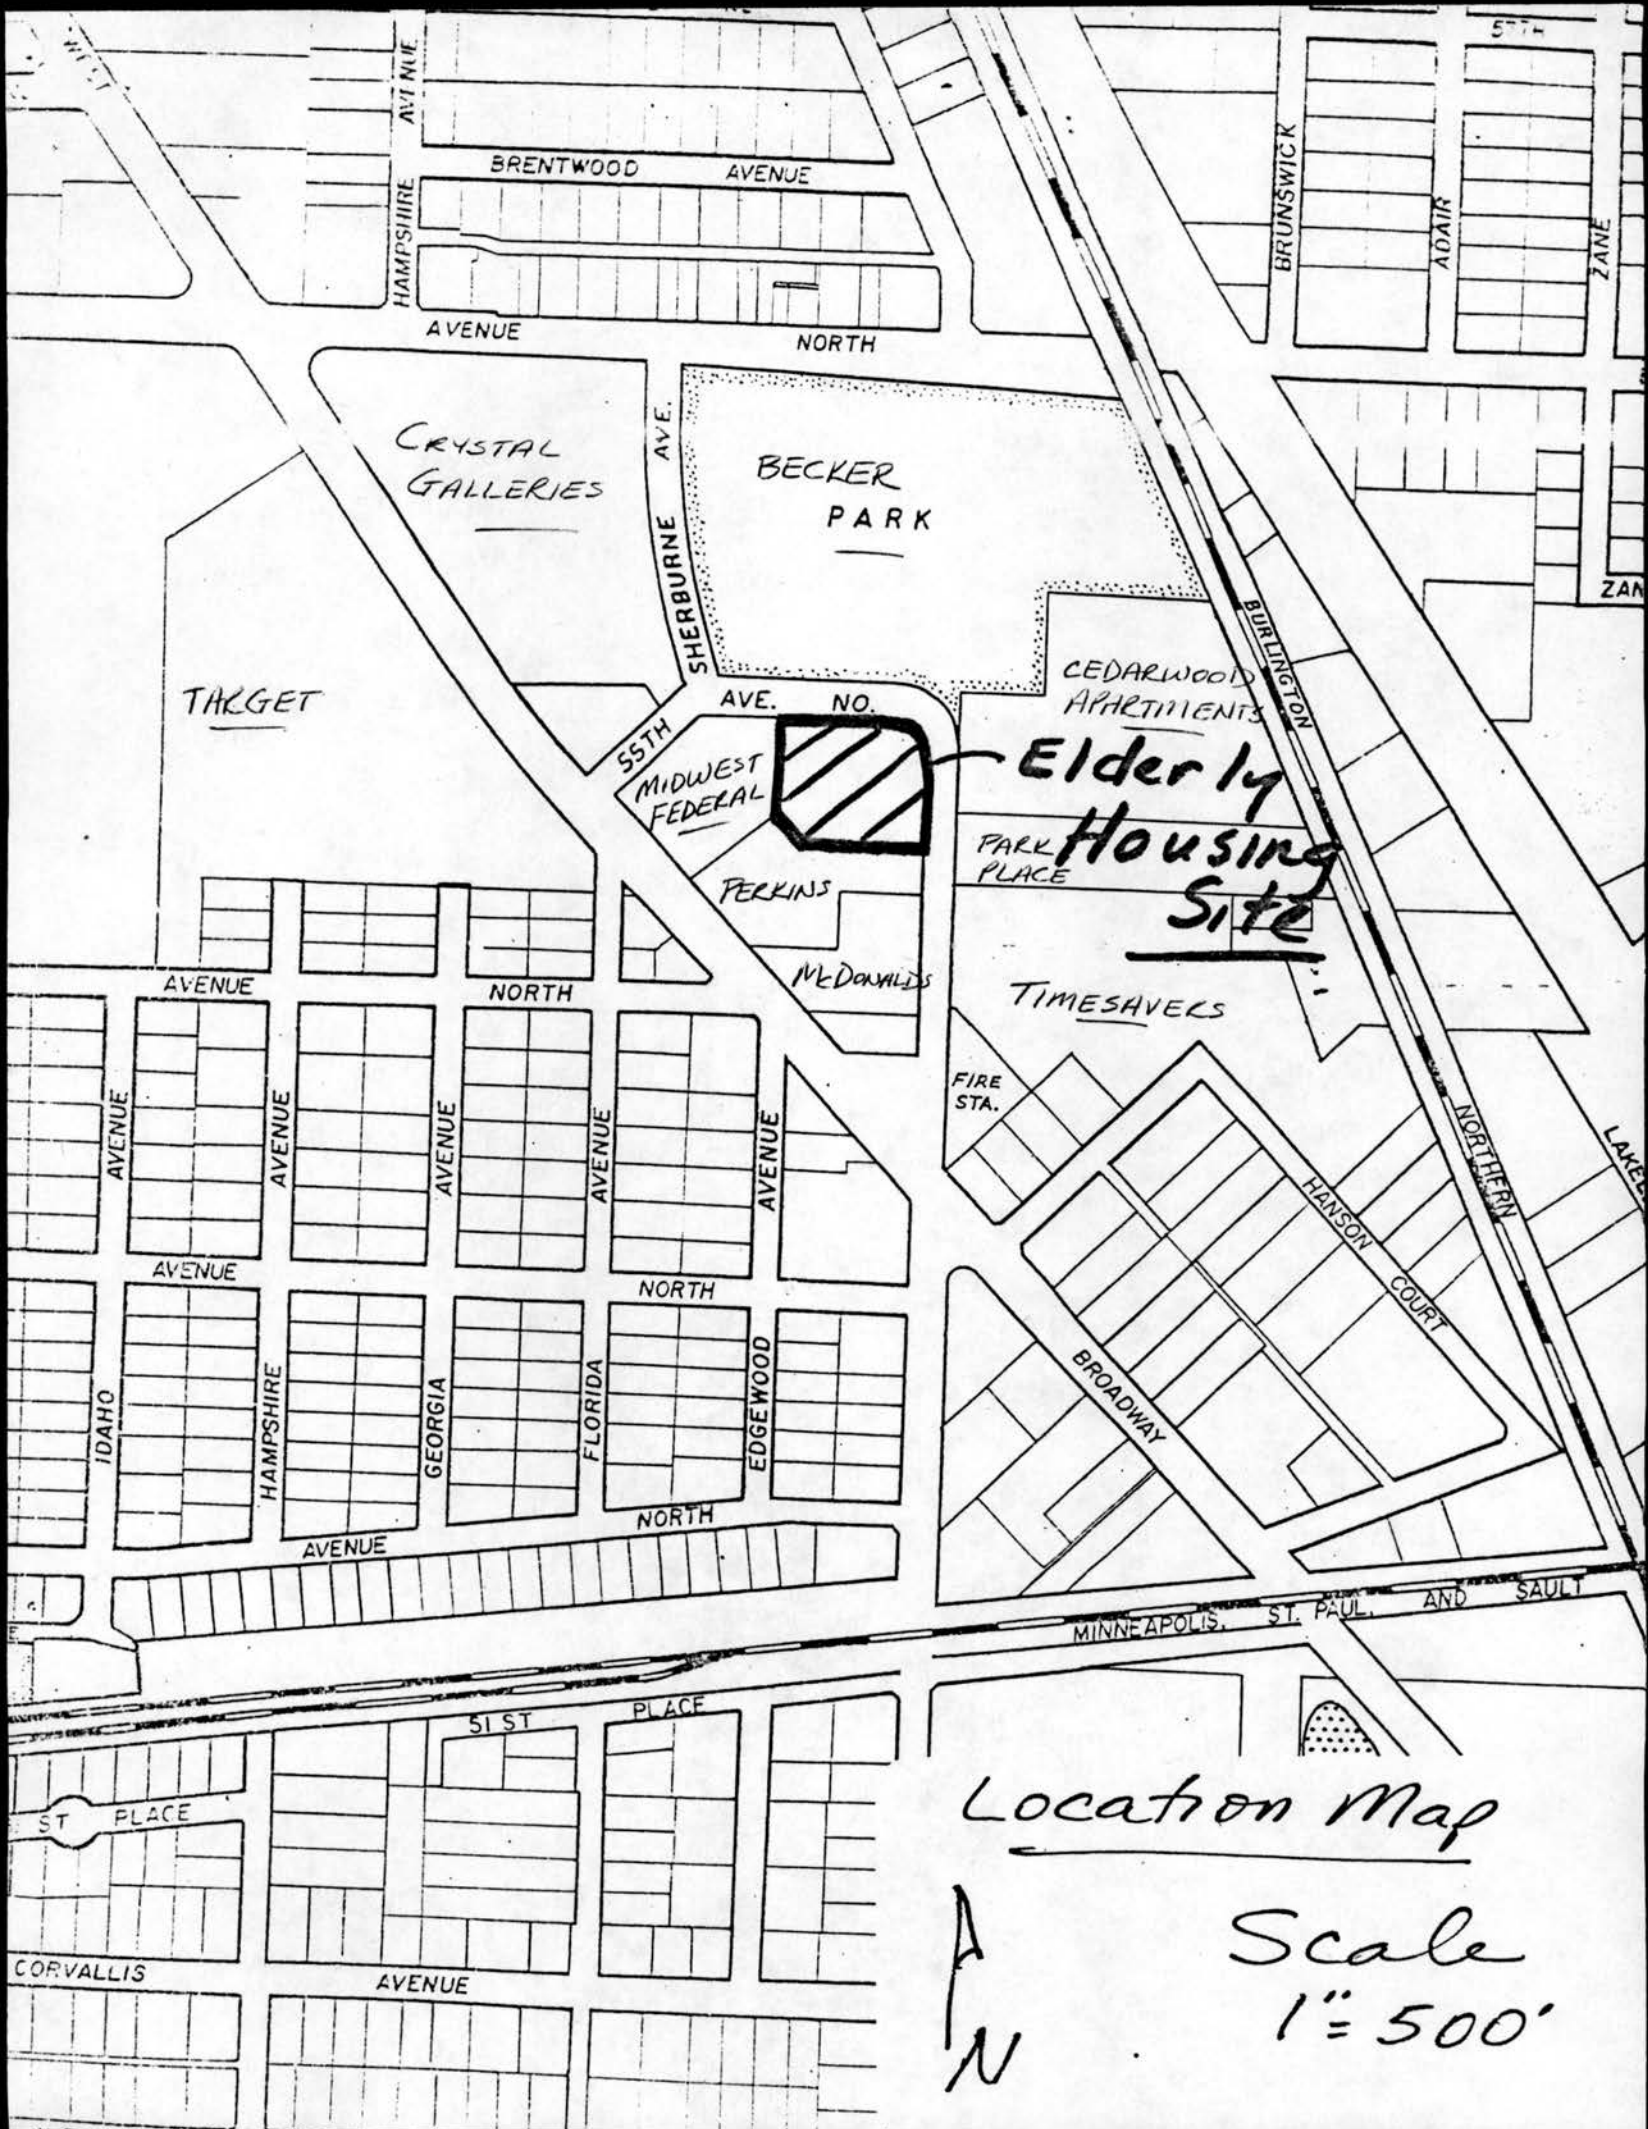 WEST
AVENUE
57TH
BRENTWOOD AVENUE
HAMPSHIRE
BRUNSWICK
ADAIR
ZANE
AVENUE NORTH
CRYSTAL
GALLERIES
AVE.
SHERBURNE
BECKER
PARK
ZAN
BURLINGTON
CEDARWOOD
APARTMENTS
TARGET
55TH AVE. NO.
MIDWEST
FEDERAL
Elderly
Housing
Site
PARK
PLACE
PERKINS
McDONALDS
TIMESAVERS
AVENUE NORTH
FIRE
STA.
AVENUE
AVENUE
AVENUE
AVENUE
AVENUE
NORTHERN
LAKEL
HANSON COURT
AVENUE NORTH
IDAHO
HAMPSHIRE
GEORGIA
FLORIDA
EDGEWOOD
BROADWAY
AVENUE NORTH
MINNEAPOLIS, ST. PAUL, AND SAULT
51 ST PLACE
ST PLACE
Location Map
CORVALLIS AVENUE
N
Scale
1" = 500'